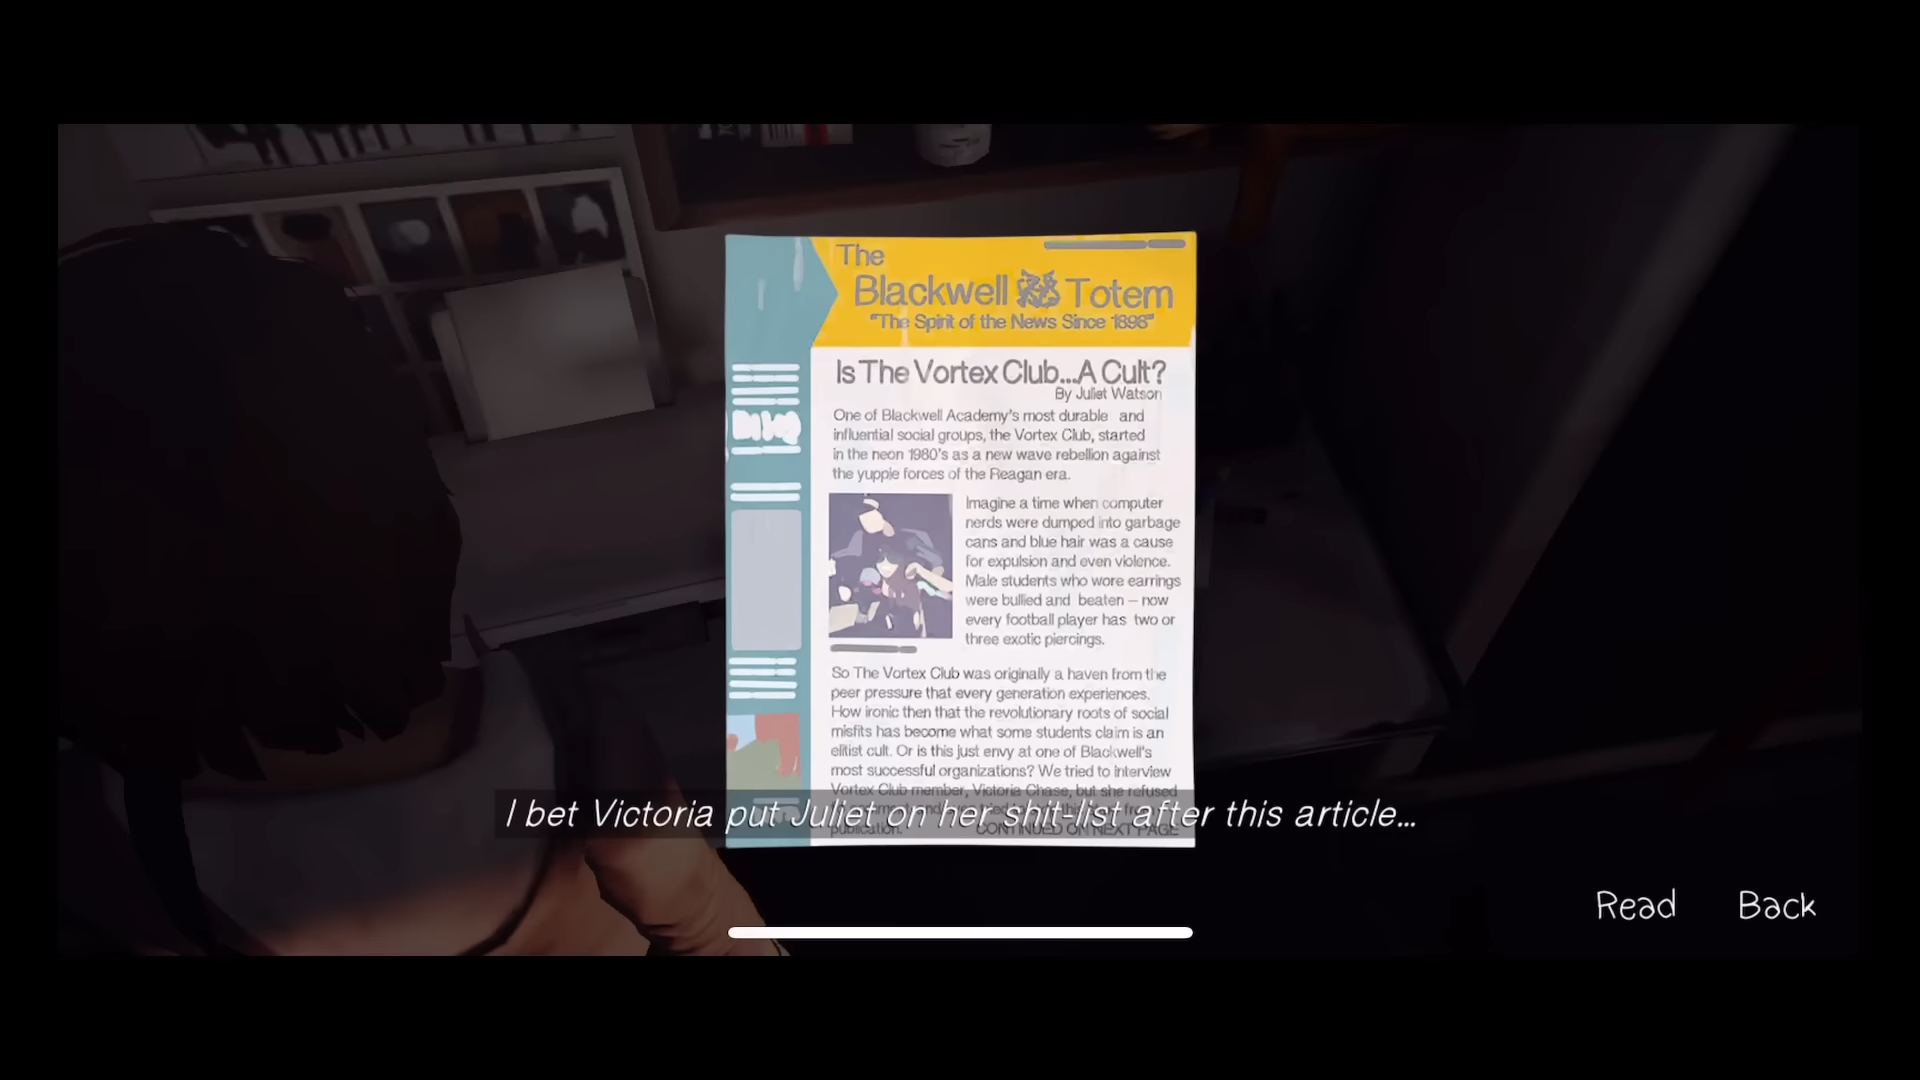 The
Blackwell Totem
"The Spirit of the News Since 1898"
Is The Vortex Club...A Cult?
By Juliet Watson
One of Blackwell Academy's most durable and
influential social groups, the Vortex Club, started
in the neon 1980's as a new wave rebellion against
the yuppie forces of the Reagan era.
Imagine a time when computer
nerds were dumped into garbage
cans and blue hair was a cause
for expulsion and even violence.
Male students who wore earrings
were bullied and beaten – now
every football player has two or
three exotic piercings.
So The Vortex Club was originally a haven from the
peer pressure that every generation experiences.
How ironic then that the revolutionary roots of social
misfits has become what some students claim is an
elitist cult. Or is this just envy at one of Blackwell's
most successful organizations? We tried to interview
Vortex Club member, Victoria Chase, but she refused
publication. CONTINUED ON NEXT PAGE
I bet Victoria put Juliet on her shit-list after this article...
Read Back